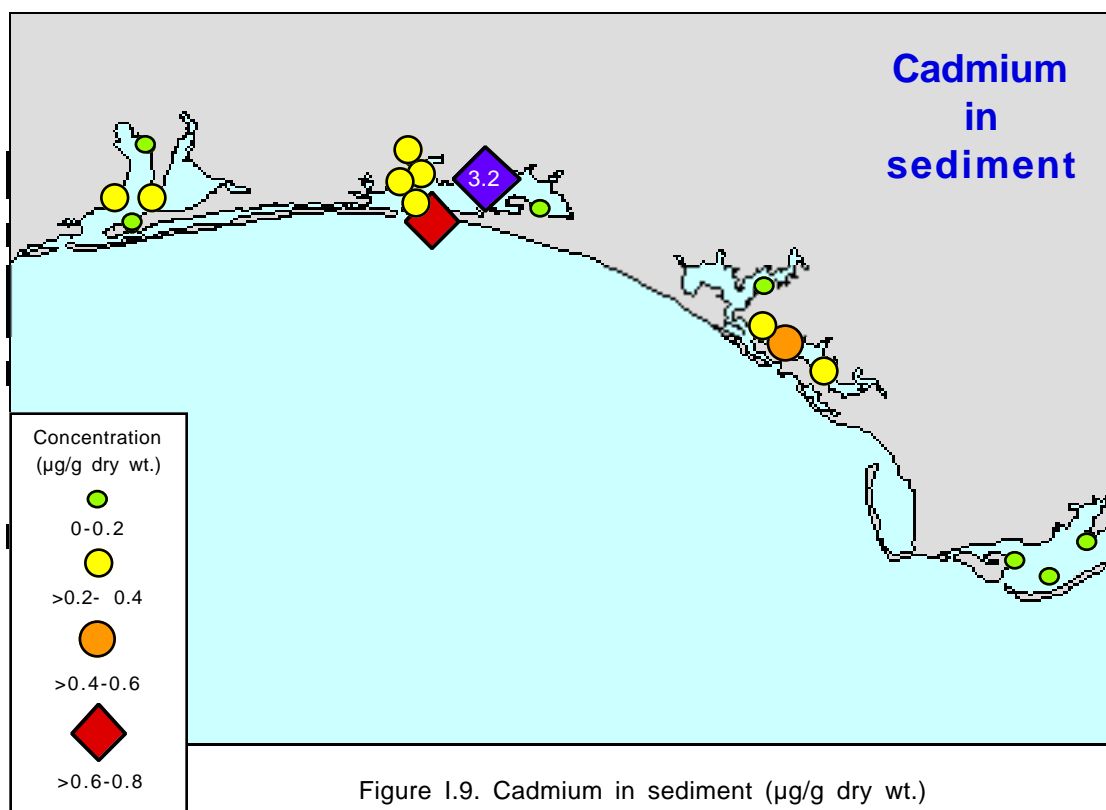 Cadmium
in
sediment
3.2
Concentration
(µg/g dry wt.)
0-0.2
>0.2- 0.4
>0.4-0.6
>0.6-0.8
Figure I.9. Cadmium in sediment (µg/g dry wt.)